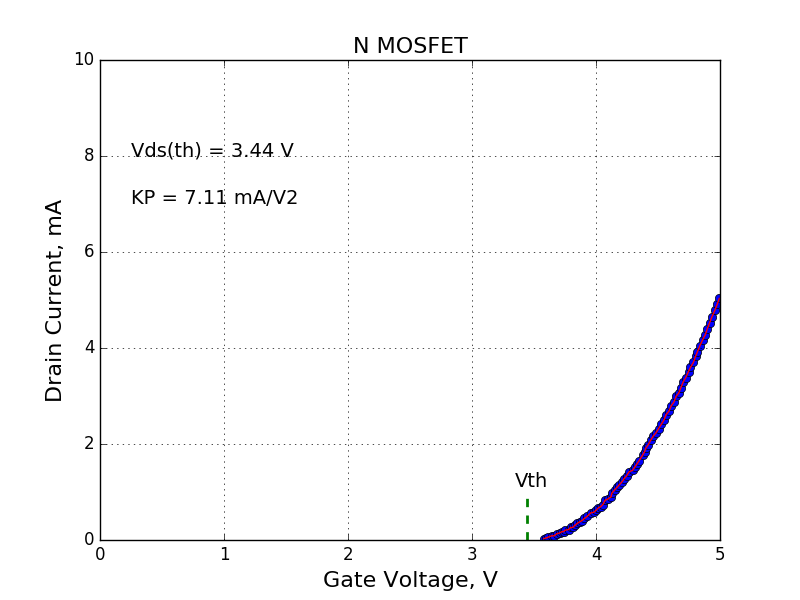 N MOSFET
10
8
6
4
2
0
Drain Current, mA
Vds(th) = 3.44 V
KP = 7.11 mA/V2
Vth
0 1 2 3 4 5
Gate Voltage, V